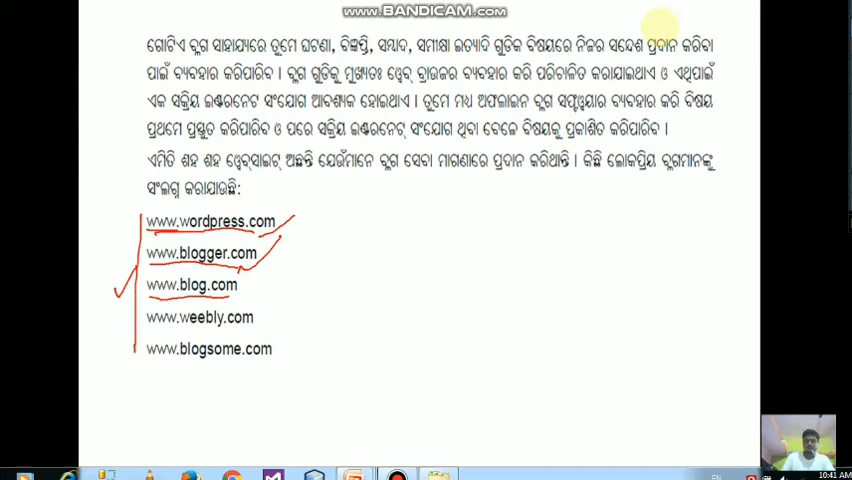 www.BANDICAM.com
ଗୋଟିଏ ବ୍ଲଗ ସାହାଯ୍ୟରେ ତୁମେ ଘଟଣା, ବିଜ୍ଞପ୍ତି, ସମ୍ବାଦ, ସମୀକ୍ଷା ଇତ୍ୟାଦି ଗୁଡିକ ବିଷୟରେ ନିଜର ସନ୍ଦେଶ ପ୍ରଦାନ କରିବା
ପାଇଁ ବ୍ୟବହାର କରିପାରିବ । ବ୍ଲଗ ଗୁଡିକୁ ମୁଖ୍ୟତଃ ୱେବ୍ ବ୍ରାଉଜର ବ୍ୟବହାର କରି ପରିଚାଳିତ କରାଯାଇଥାଏ ଓ ଏଥିପାଇଁ
ଏକ ସକ୍ରିୟ ଇଣ୍ଟରନେଟ ସଂଯୋଗ ଆବଶ୍ୟକ ହୋଇଥାଏ । ତୁମେ ମଧ୍ୟ ଅଫଲାଇନ ବ୍ଲଗ ସଫ୍ଟୱେୟାର ବ୍ୟବହାର କରି ବିଷୟ
ପ୍ରଥମେ ପ୍ରସ୍ତୁତ କରିପାରିବ ଓ ପରେ ସକ୍ରିୟ ଇଣ୍ଟରନେଟ୍ ସଂଯୋଗ ଥିବା ବେଳେ ବିଷୟକୁ ପ୍ରକାଶିତ କରିପାରିବ ।
ଏମିତି ଶହ ଶହ ୱେବ୍‌ସାଇଟ୍ ଅଛନ୍ତି ଯେଉଁମାନେ ବ୍ଲଗ ସେବା ମାଗଣାରେ ପ୍ରଦାନ କରିଥାନ୍ତି । କିଛି ଲୋକପ୍ରିୟ ବ୍ଲଗମାନଙ୍କୁ
ସଂଲଗ୍ନ କରାଯାଉଛି:
www.wordpress.com
www.blogger.com
www.blog.com
www.weebly.com
www.blogsome.com
EN
10:41 AM